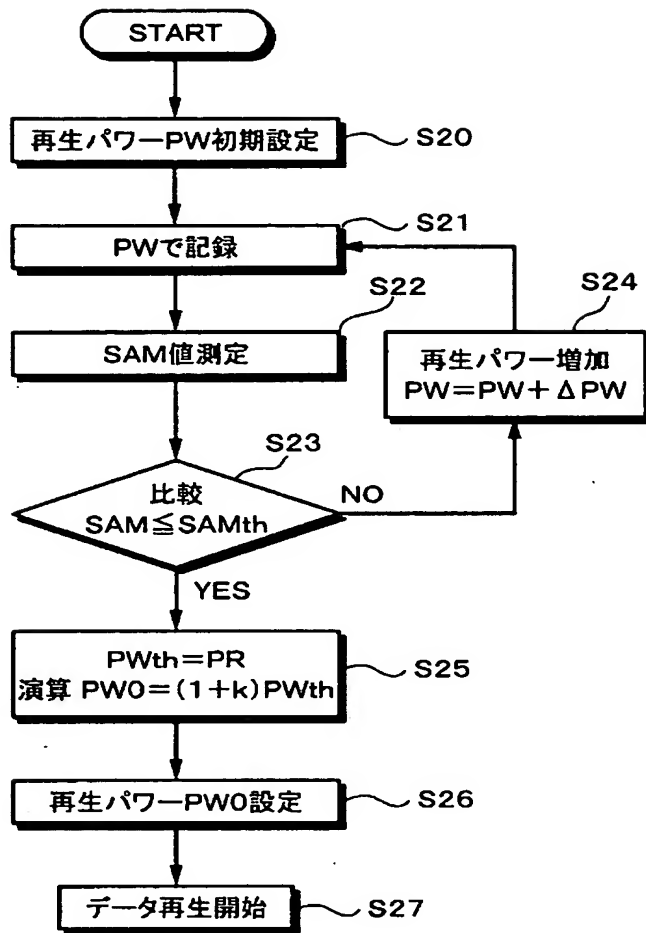 START
再生パワーPW初期設定
S20
PWで記録
S21
SAM値測定
S22
比較
SAM≦SAMth
S23
NO
再生パワー増加
PW=PW+ΔPW
S24
YES
PWth=PR
演算 PW0=(1+k)PWth
S25
再生パワーPW0設定
S26
データ再生開始
S27